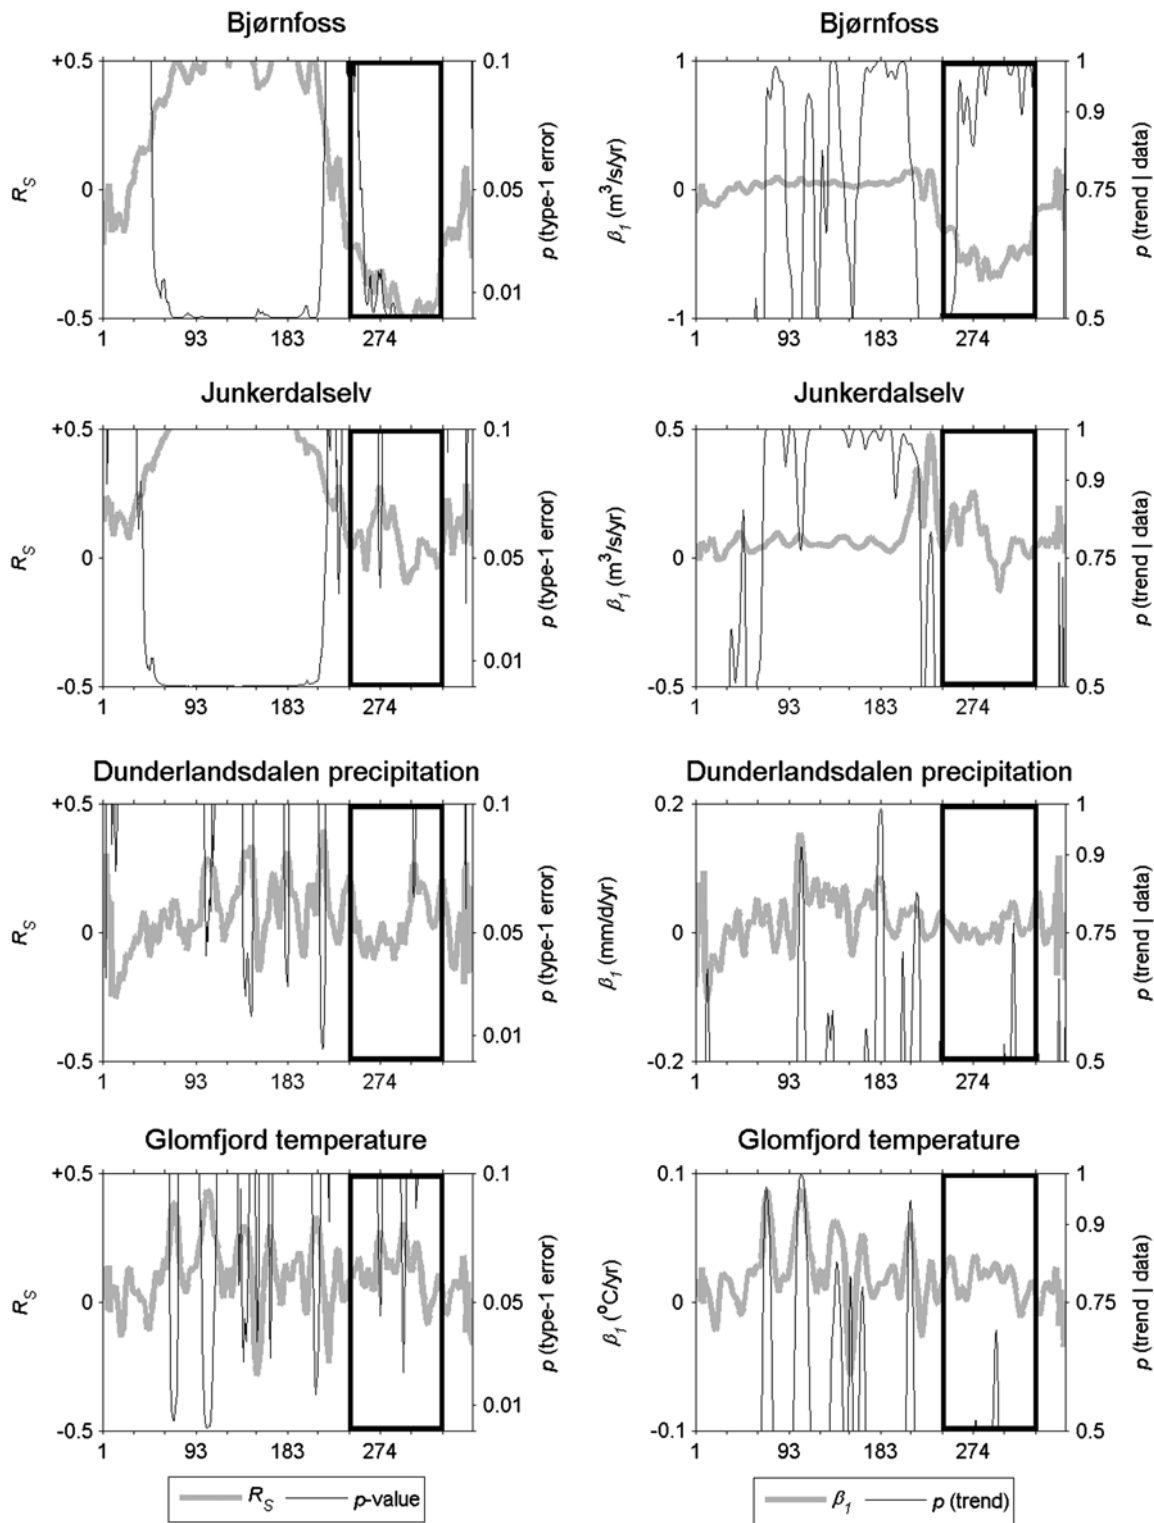 Bjørnfoss
+0.5
0
-0.5
R_S
0.1
0.05
0.01
p (type-1 error)
1 93 183 274
Bjørnfoss
1
0
-1
β_1 (m³/s/yr)
1
0.9
0.75
0.5
p (trend | data)
1 93 183 274
Junkerdalselv
+0.5
0
-0.5
R_S
0.1
0.05
0.01
p (type-1 error)
1 93 183 274
Junkerdalselv
0.5
0
-0.5
β_1 (m³/s/yr)
1
0.9
0.75
0.5
p (trend | data)
1 93 183 274
Dunderlandsdalen precipitation
+0.5
0
-0.5
R_S
0.1
0.05
0.01
p (type-1 error)
1 93 183 274
Dunderlandsdalen precipitation
0.2
0
-0.2
β_1 (mm/d/yr)
1
0.9
0.75
0.5
p (trend | data)
1 93 183 274
Glomfjord temperature
+0.5
0
-0.5
R_S
0.1
0.05
0.01
p (type-1 error)
1 93 183 274
Glomfjord temperature
0.1
0
-0.1
β_1 (°C/yr)
1
0.9
0.75
0.5
p (trend | data)
1 93 183 274
R_S p-value
β_1 p (trend)